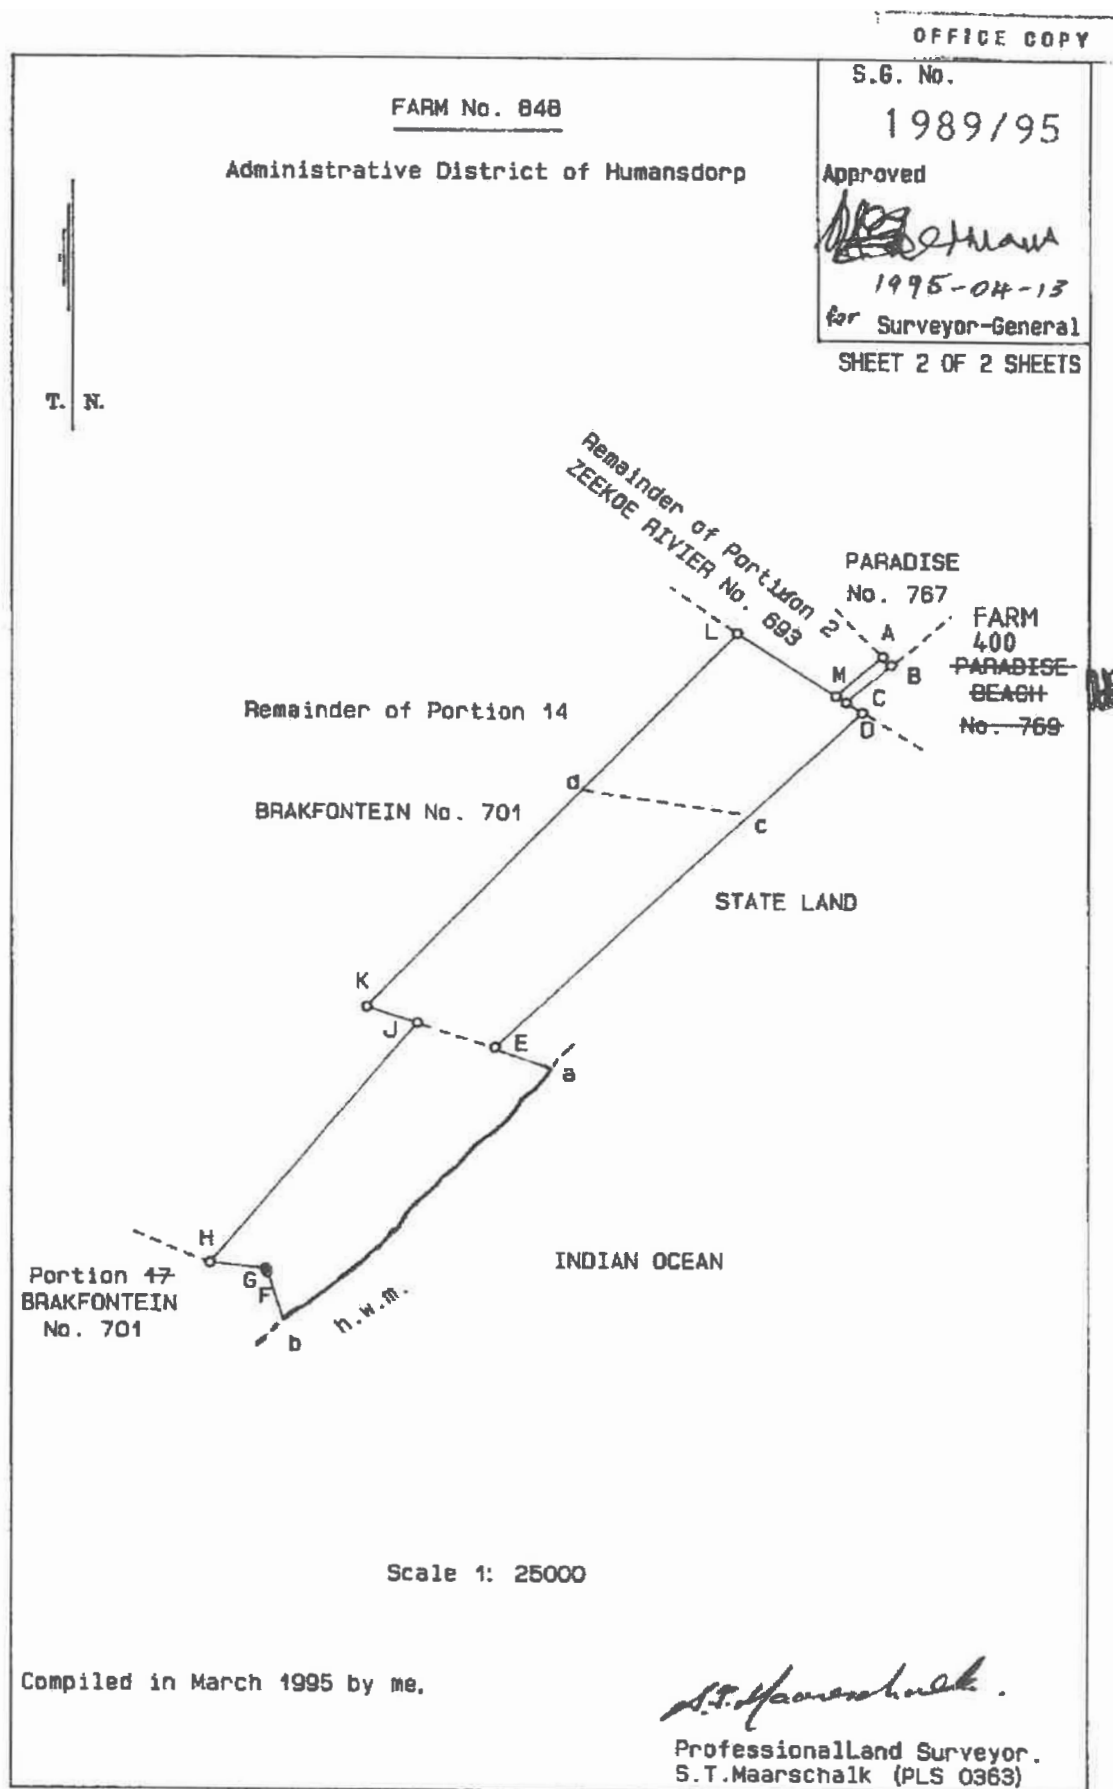 OFFICE COPY
S.G. No.
1989/95
Approved
1995-04-13
for Surveyor-General
SHEET 2 OF 2 SHEETS
FARM No. 848
Administrative District of Humansdorp
T. N.
Remainder of Portion 2
ZEEKOE RIVIER No. 693
PARADISE
No. 767
FARM
400
PARADISE
BEACH
No. 769
L
A
B
M
C
D
Remainder of Portion 14
d
BRAKFONTEIN No. 701
c
STATE LAND
K
J
E
a
H
G
F
b
h.w.m.
INDIAN OCEAN
Portion 17
BRAKFONTEIN
No. 701
Scale 1: 25000
Compiled in March 1995 by me.
S.T. Maarschalk.
ProfessionalLand Surveyor.
S.T.Maarschalk (PLS 0363)